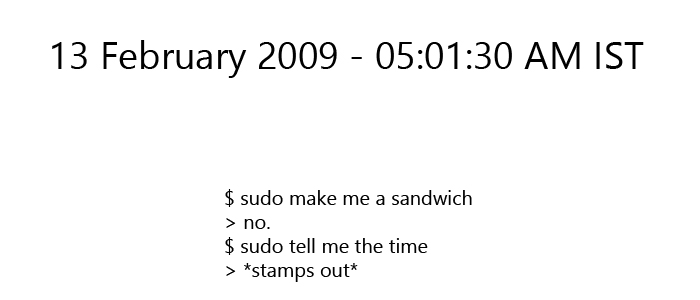 13 February 2009 - 05:01:30 AM IST
$ sudo make me a sandwich
> no.
$ sudo tell me the time
> *stamps out*